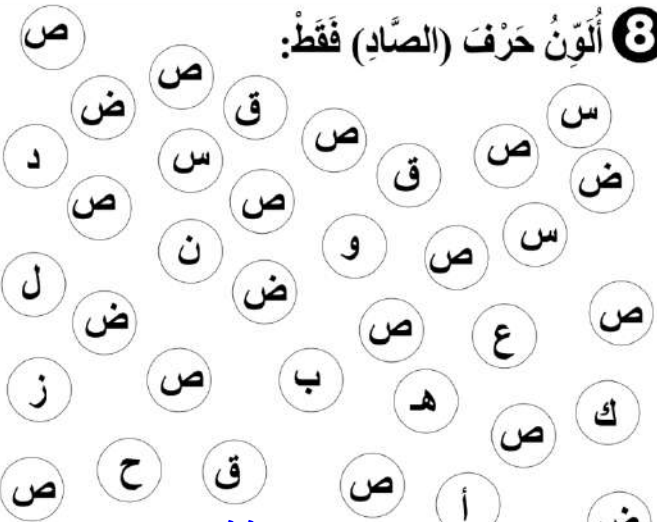 8 أُلَوِّنُ حَرْفَ (الصَّادِ) فَقَطْ:
ص
ص
ض
ق
س
ص
ص
د
س
ق
ض
ص
ص
س
ن
و
ص
ل
ض
ض
ص
ص
ع
ز
ص
ب
هـ
ك
ص
ص
ح
ق
ص
أ